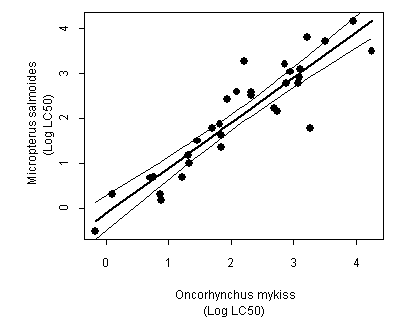 Micropterus salmoides
(Log LC50)
4
3
2
1
0
0 1 2 3 4
Oncorhynchus mykiss
(Log LC50)